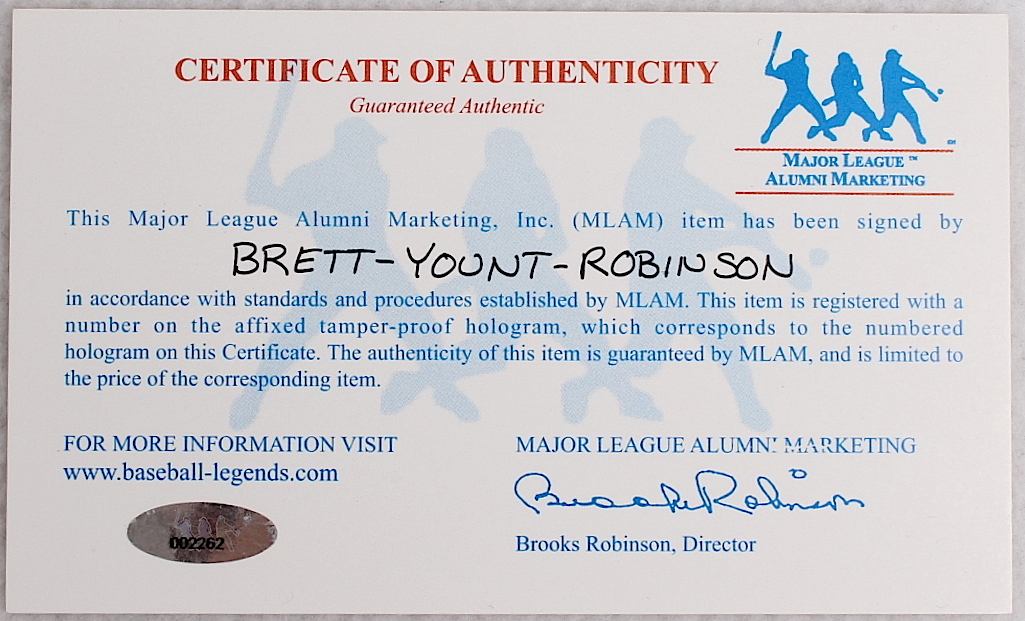 CERTIFICATE OF AUTHENTICITY
Guaranteed Authentic
MAJOR LEAGUE ™
ALUMNI MARKETING
This Major League Alumni Marketing, Inc. (MLAM) item has been signed by
BRETT-YOUNT-ROBINSON
in accordance with standards and procedures established by MLAM. This item is registered with a
number on the affixed tamper-proof hologram, which corresponds to the numbered
hologram on this Certificate. The authenticity of this item is guaranteed by MLAM, and is limited to
the price of the corresponding item.
FOR MORE INFORMATION VISIT
www.baseball-legends.com
002262
MAJOR LEAGUE ALUMNI MARKETING
Brooks Robinson
Brooks Robinson, Director